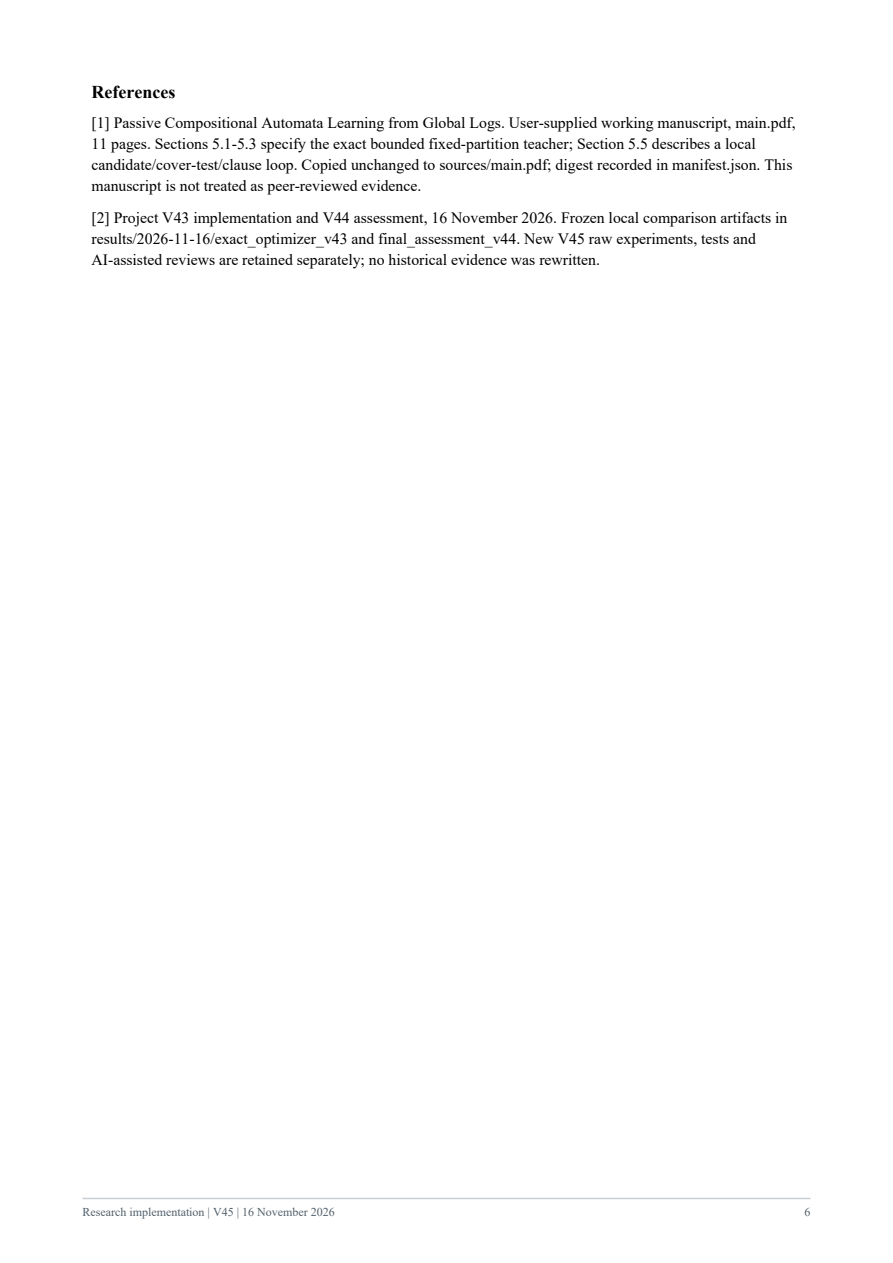 References
[1] Passive Compositional Automata Learning from Global Logs. User-supplied working manuscript, main.pdf,
11 pages. Sections 5.1-5.3 specify the exact bounded fixed-partition teacher; Section 5.5 describes a local
candidate/cover-test/clause loop. Copied unchanged to sources/main.pdf; digest recorded in manifest.json. This
manuscript is not treated as peer-reviewed evidence.
[2] Project V43 implementation and V44 assessment, 16 November 2026. Frozen local comparison artifacts in
results/2026-11-16/exact_optimizer_v43 and final_assessment_v44. New V45 raw experiments, tests and
AI-assisted reviews are retained separately; no historical evidence was rewritten.
Research implementation | V45 | 16 November 2026
6